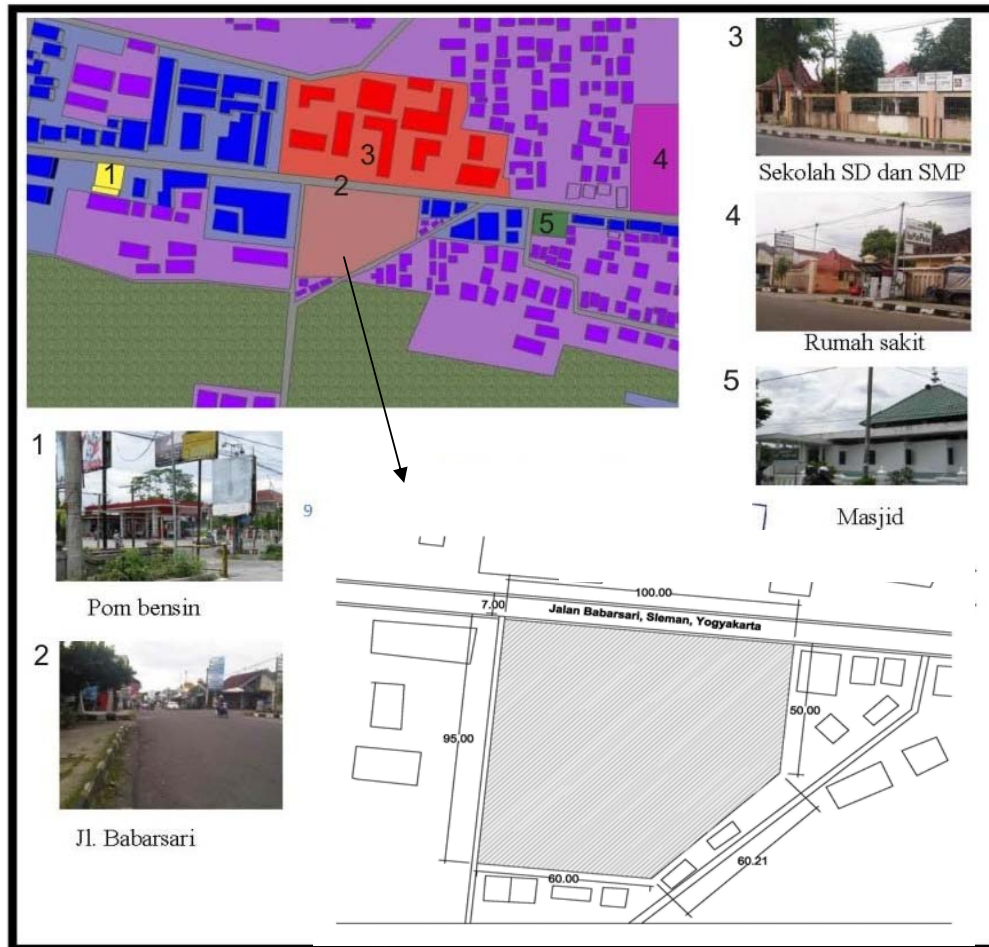 3
Sekolah SD dan SMP
4
Rumah sakit
5
Masjid
1
2
3
4
5
1
Pom bensin
2
Jl. Babarsari
9
7.00
100.00
Jalan Babarsari, Sleman, Yogyakarta
95.00
50.00
60.00
60.21